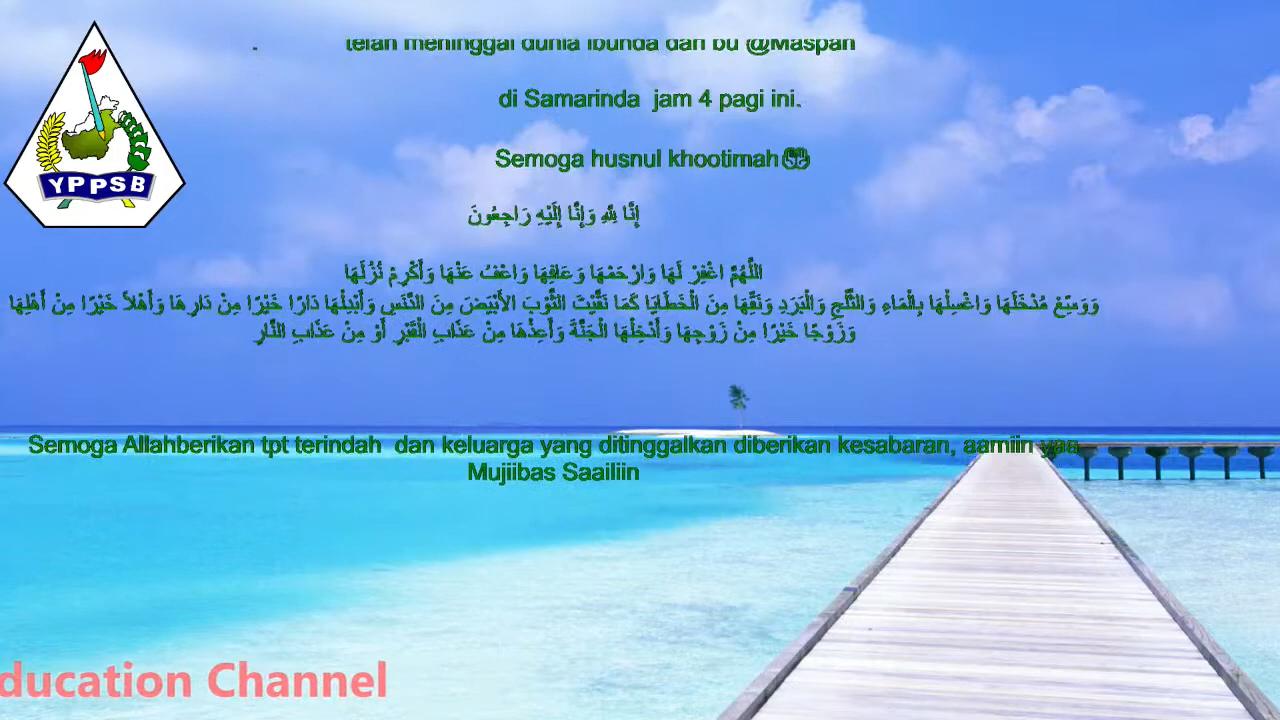 YPPSB
. telah meninggal dunia ibunda dari bu @Maspah
di Samarinda jam 4 pagi ini.
Semoga husnul khootimah
إِنَّا لِلَّهِ وَإِنَّا إِلَيْهِ رَاجِعُونَ
اللَّهُمَّ اغْفِرْ لَهَا وَارْحَمْهَا وَعَافِهَا وَاعْفُ عَنْهَا وَأَكْرِمْ نُزُلَهَا
وَوَسِّعْ مُدْخَلَهَا وَاغْسِلْهَا بِالْمَاءِ وَالثَّلْجِ وَالْبَرَدِ وَنَقِّهَا مِنَ الْخَطَايَا كَمَا نَقَّيْتَ الثَّوْبَ الأَبْيَضَ مِنَ الدَّنَسِ وَأَبْدِلْهَا دَارًا خَيْرًا مِنْ دَارِهَا وَأَهْلاً خَيْرًا مِنْ أَهْلِهَا
وَزَوْجًا خَيْرًا مِنْ زَوْجِهَا وَأَدْخِلْهَا الْجَنَّةَ وَأَعِذْهَا مِنْ عَذَابِ الْقَبْرِ أَوْ مِنْ عَذَابِ النَّارِ
Semoga Allahberikan tpt terindah dan keluarga yang ditinggalkan diberikan kesabaran, aamiin yaa
Mujiibas Saailiin
ducation Channel